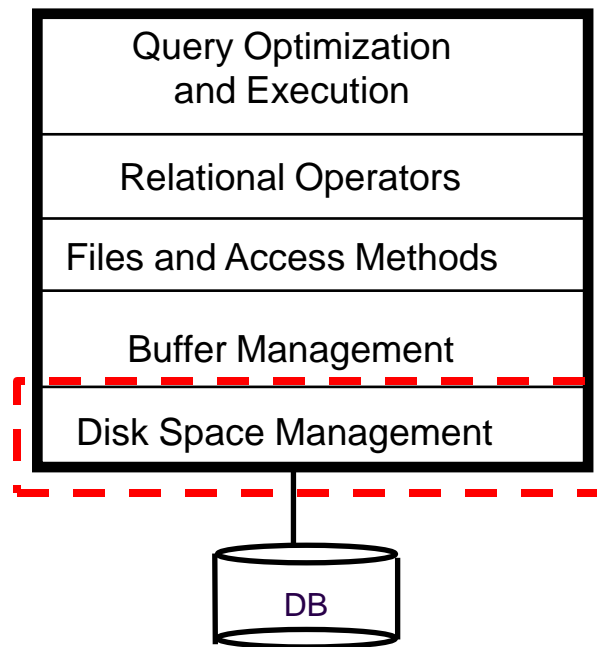 Query Optimization
and Execution
Relational Operators
Files and Access Methods
Buffer Management
Disk Space Management
DB